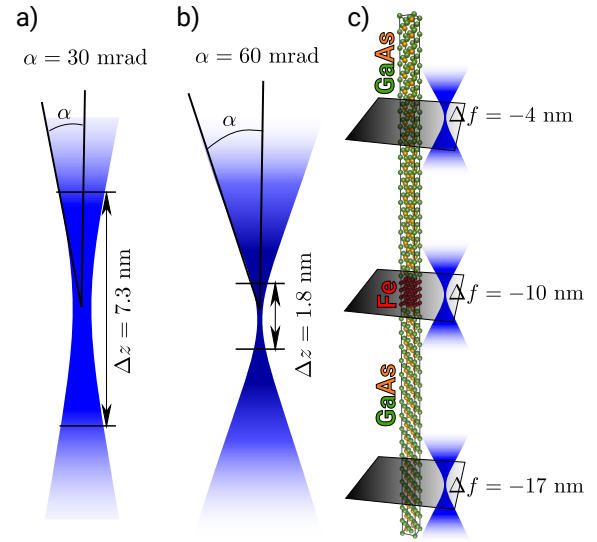 a)
α = 30 mrad
α
Δz = 7.3 nm
b)
α = 60 mrad
α
Δz = 1.8 nm
c)
GaAs
Δf = −4 nm
Fe
Δf = −10 nm
GaAs
Δf = −17 nm